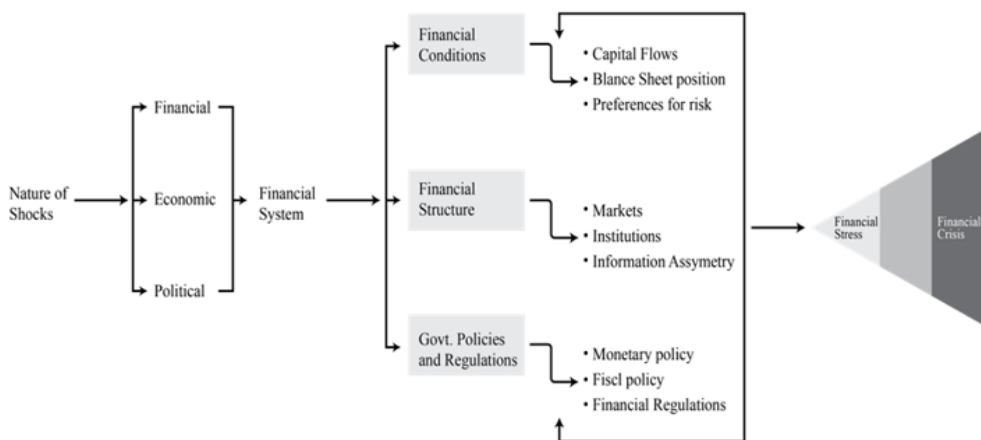 Nature of
Shocks
Financial
Economic
Political
Financial
System
Financial
Conditions
• Capital Flows
• Blance Sheet position
• Preferences for risk
Financial
Structure
• Markets
• Institutions
• Information Assymetry
Govt. Policies
and Regulations
• Monetary policy
• Fiscl policy
• Financial Regulations
Financial
Stress
Financial
Crisis